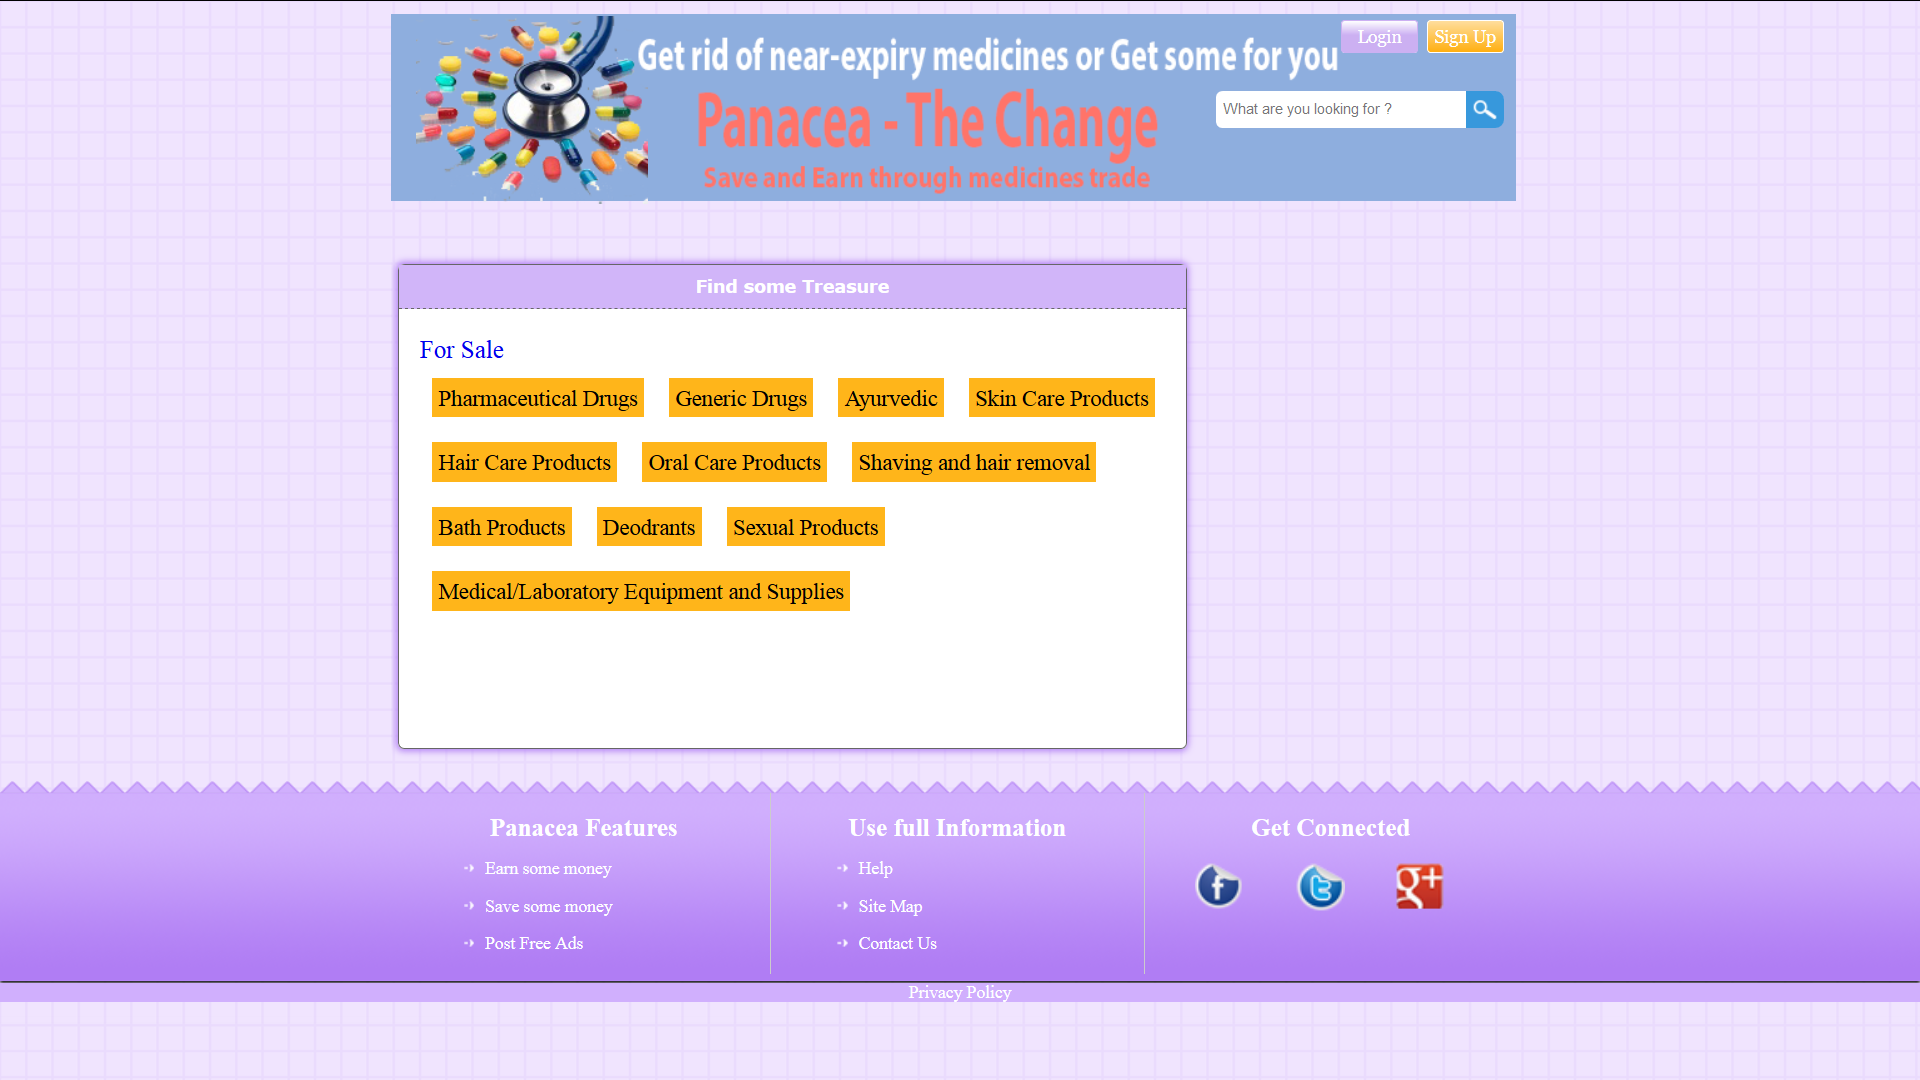 Get rid of near-expiry medicines or Get some for you
Login
Sign Up
Panacea - The Change
What are you looking for ?
Save and Earn through medicines trade
Find some Treasure
For Sale
Pharmaceutical Drugs
Generic Drugs
Ayurvedic
Skin Care Products
Hair Care Products
Oral Care Products
Shaving and hair removal
Bath Products
Deodrants
Sexual Products
Medical/Laboratory Equipment and Supplies
Panacea Features
Earn some money
Save some money
Post Free Ads
Use full Information
Help
Site Map
Contact Us
Get Connected
f
t
g+
Privacy Policy